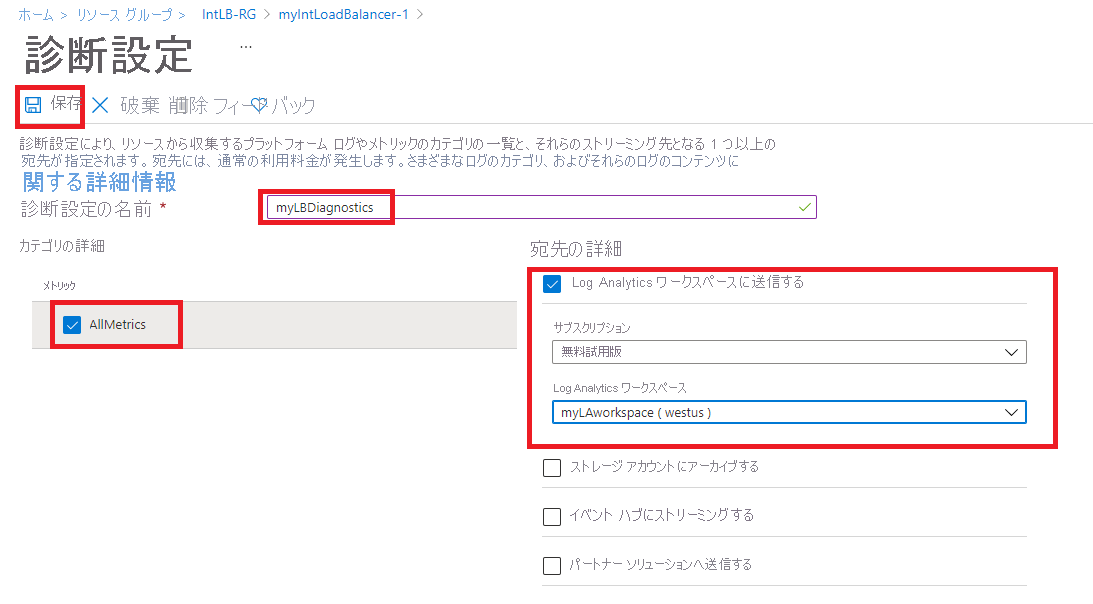 ホーム > リソース グループ > IntLB-RG > myIntLoadBalancer-1 >
診断設定 ...
保存 破棄 削除 フィードバック
診断設定により、リソースから収集するプラットフォーム ログやメトリックのカテゴリの一覧と、それらのストリーミング先となる 1 つ以上の
宛先が指定されます。宛先には、通常の利用料金が発生します。さまざまなログのカテゴリ、およびそれらのログのコンテンツに
関する詳細情報
診断設定の名前 * myLBDiagnostics
カテゴリの詳細
宛先の詳細
メトリック
AllMetrics
Log Analytics ワークスペースに送信する
サブスクリプション
無料試用版
Log Analytics ワークスペース
myLAworkspace ( westus )
ストレージ アカウントにアーカイブする
イベント ハブにストリーミングする
パートナー ソリューションへ送信する